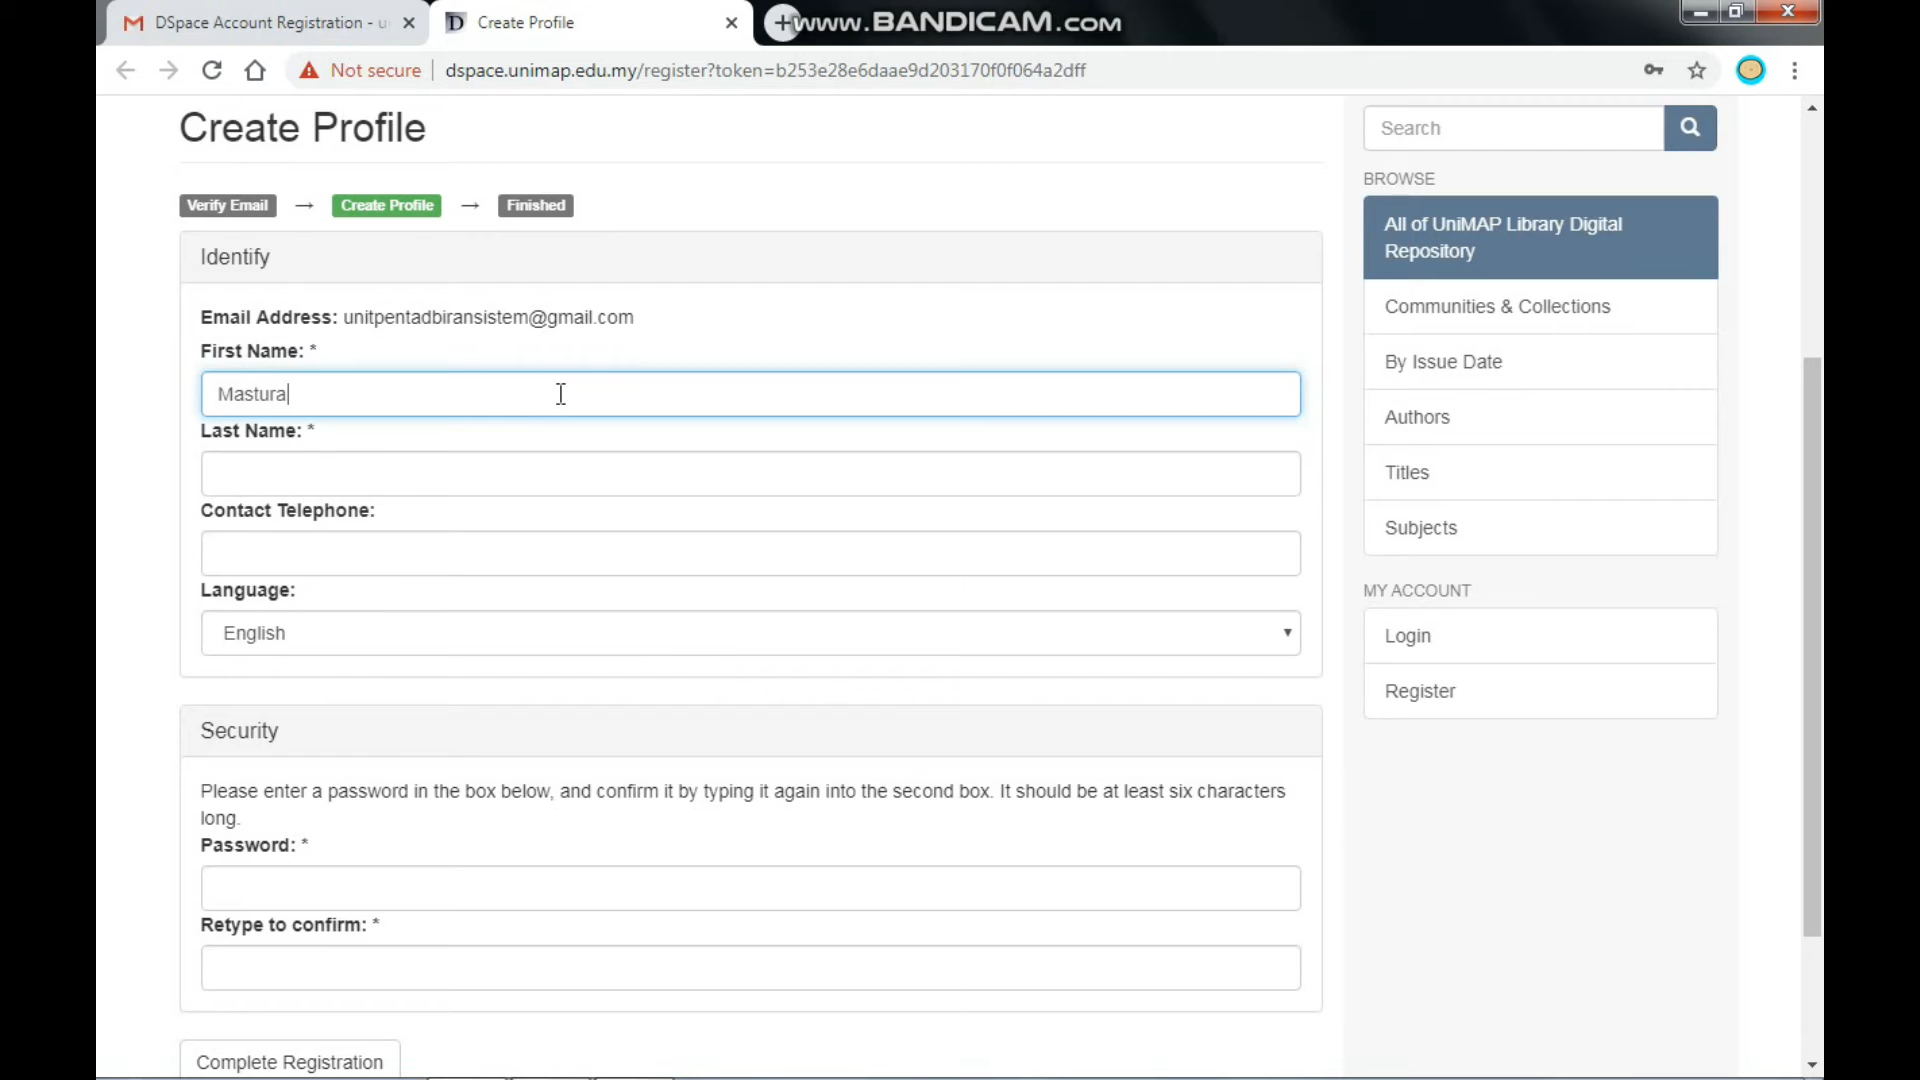 DSpace Account Registration - u
Create Profile
www.BANDICAM.com
Not secure
dspace.unimap.edu.my/register?token=b253e28e6daae9d203170f0f064a2dff
Create Profile
Verify Email → Create Profile → Finished
Identify
Email Address: unitpentadbiransistem@gmail.com
First Name: *
Mastura
Last Name: *
Contact Telephone:
Language:
English
Security
Please enter a password in the box below, and confirm it by typing it again into the second box. It should be at least six characters
long.
Password: *
Retype to confirm: *
Complete Registration
Search
BROWSE
All of UniMAP Library Digital
Repository
Communities & Collections
By Issue Date
Authors
Titles
Subjects
MY ACCOUNT
Login
Register